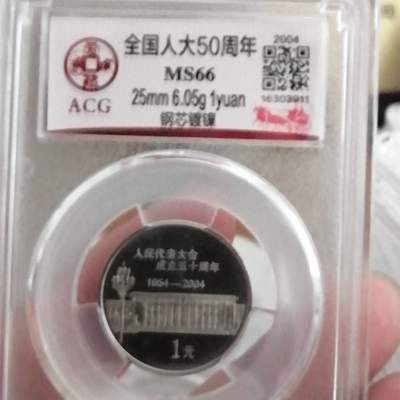 全国人大50周年
2004
MS66
ACG
25mm 6.05g 1yuan
16303911
钢芯镀镍
人民代表大会
成立五十周年
1954—2004
1元